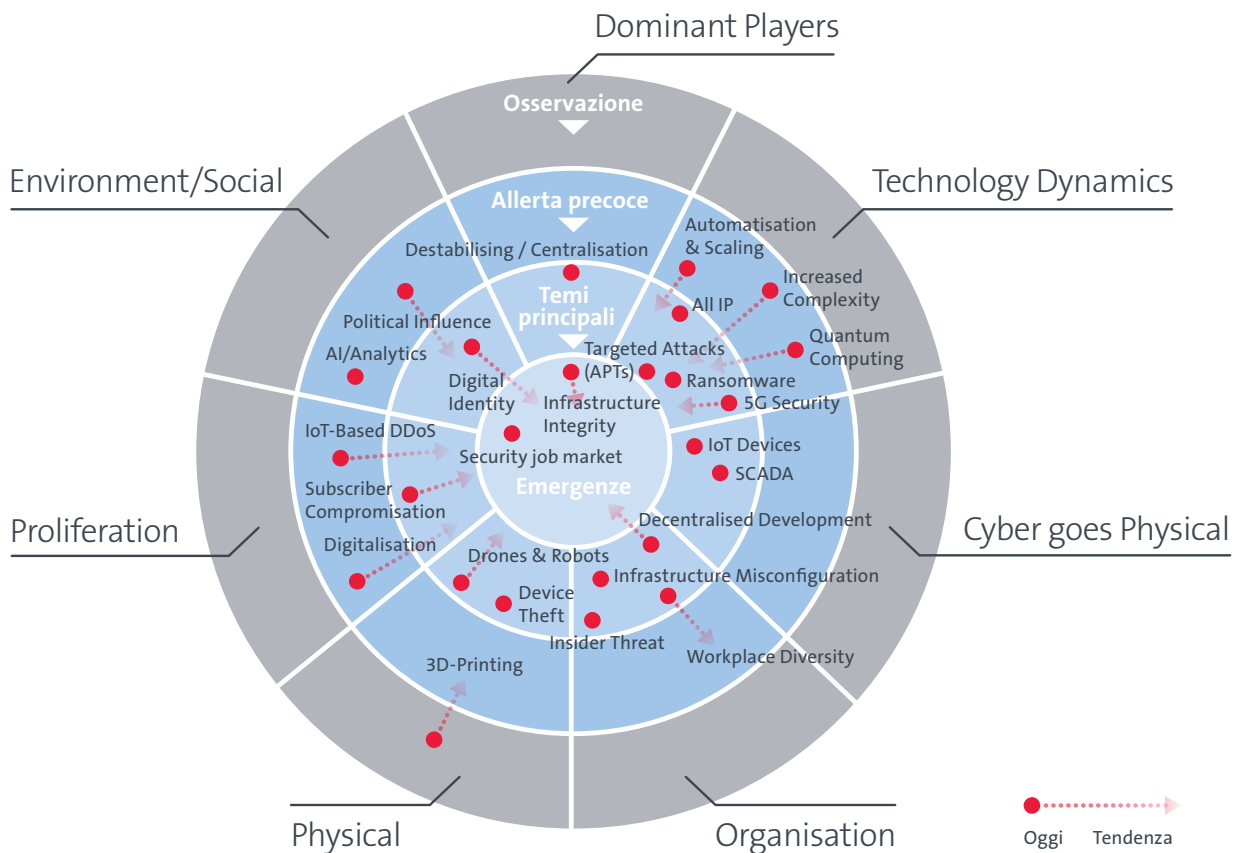 Dominant Players
Osservazione
Environment/Social
Technology Dynamics
Allerta precoce
Automatisation
& Scaling
Destabilising / Centralisation
Increased
Complexity
Temi
principali
All IP
Political Influence
Quantum
Computing
AI/Analytics
Targeted Attacks
(APTs)
Digital
Identity
Ransomware
5G Security
Infrastructure
Integrity
IoT-Based DDoS
IoT Devices
Security job market
SCADA
Emergenze
Subscriber
Compromisation
Decentralised Development
Proliferation
Cyber goes Physical
Digitalisation
Drones & Robots
Infrastructure Misconfiguration
Device
Theft
Insider Threat
Workplace Diversity
3D-Printing
Physical
Organisation
Oggi
Tendenza